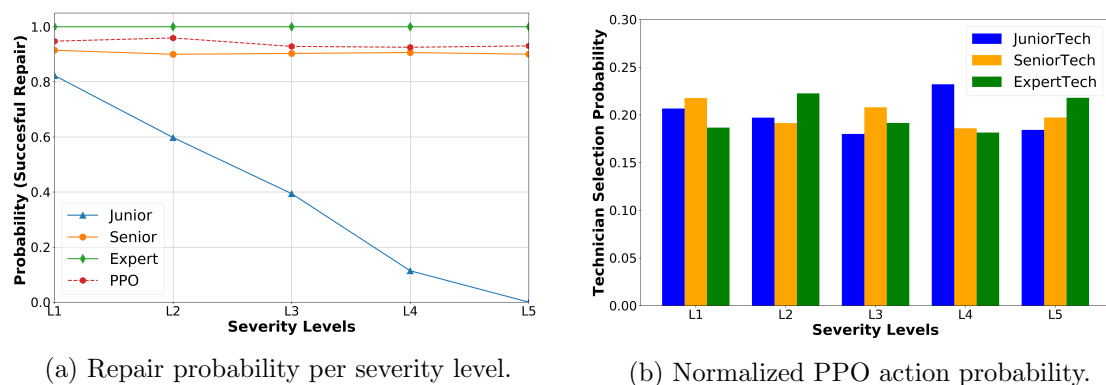 1.0
0.8
0.6
0.4
0.2
0.0
Probability (Succesful Repair)
Junior
Senior
Expert
PPO
L1 L2 L3 L4 L5
Severity Levels
(a) Repair probability per severity level.
0.30
0.25
0.20
0.15
0.10
0.05
0.00
Technician Selection Probability
JuniorTech
SeniorTech
ExpertTech
L1 L2 L3 L4 L5
Severity Levels
(b) Normalized PPO action probability.